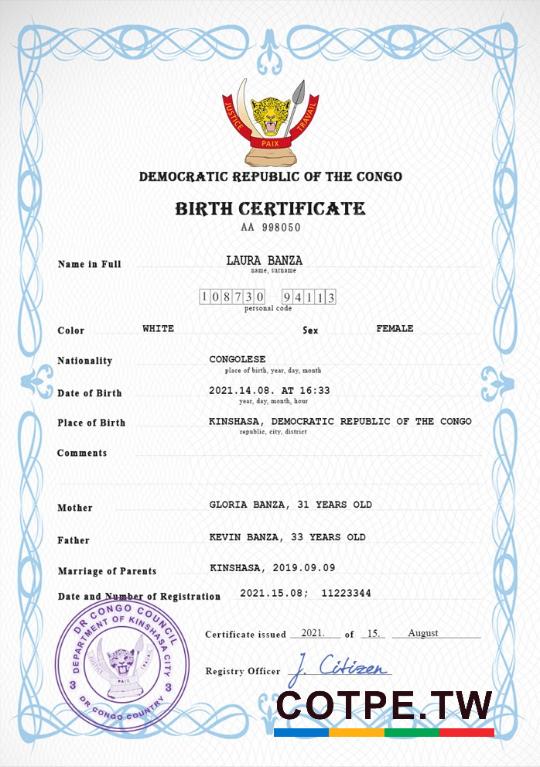 JUSTICE
PAIX
TRAVAIL
DEMOCRATIC REPUBLIC OF THE CONGO
BIRTH CERTIFICATE
AA 998050
Name in Full LAURA BANZA
name, surname
108730 94113
personal code
Color WHITE Sex FEMALE
Nationality CONGOLESE
place of birth, year, day, month
Date of Birth 2021.14.08. AT 16:33
year, day, month, hour
Place of Birth KINSHASA, DEMOCRATIC REPUBLIC OF THE CONGO
republic, city, district
Comments
Mother GLORIA BANZA, 31 YEARS OLD
Father KEVIN BANZA, 33 YEARS OLD
Marriage of Parents KINSHASA, 2019.09.09
Date and Number of Registration 2021.15.08; 11223344
DR CONGO COUNCIL
DEPARTMENT OF KINSHASA CITY
JUSTICE
PAIX
TRAVAIL
3 3
DR CONGO COUNTRY
Certificate issued 2021. of 15. August
Registry Officer J. Citizen
COTPE.TW